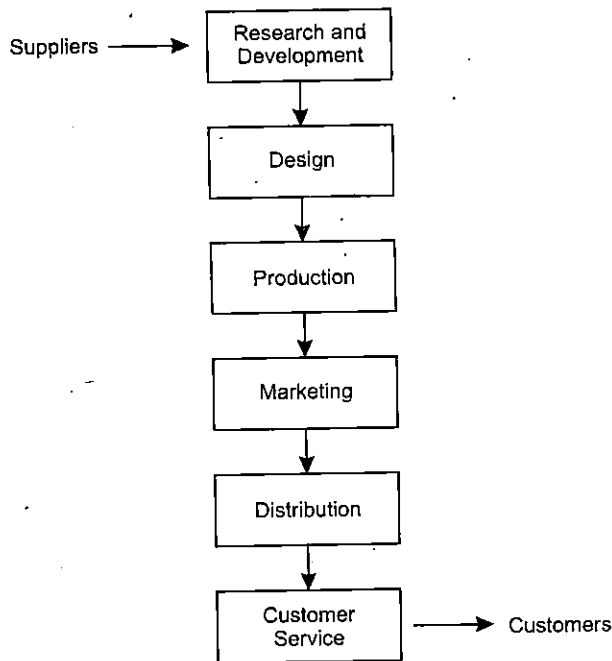 Suppliers
Research and
Development
Design
Production
Marketing
Distribution
Customer
Service
Customers